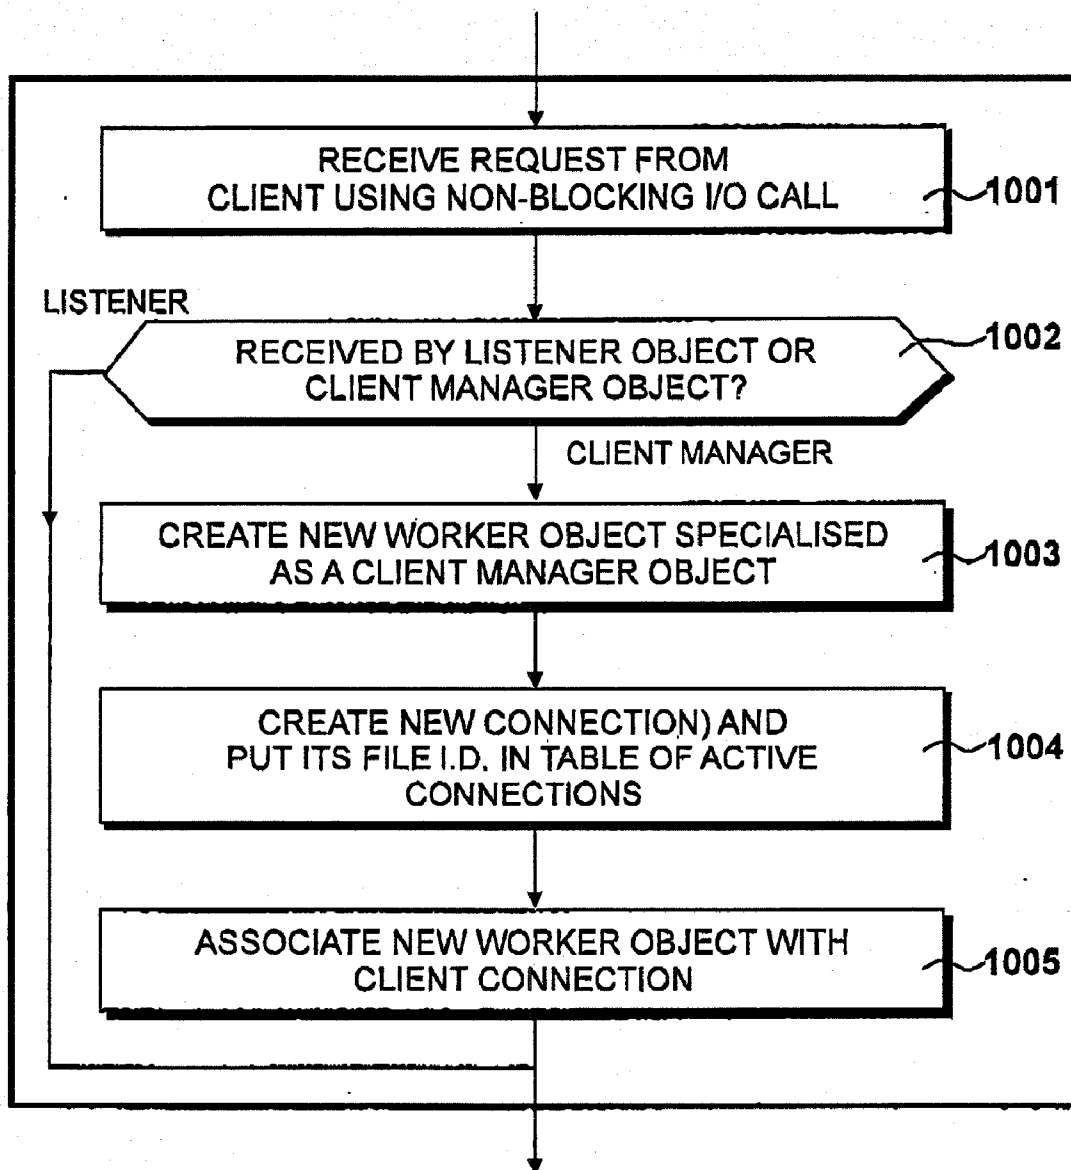 RECEIVE REQUEST FROM
CLIENT USING NON-BLOCKING I/O CALL
1001
LISTENER
RECEIVED BY LISTENER OBJECT OR
CLIENT MANAGER OBJECT?
1002
CLIENT MANAGER
CREATE NEW WORKER OBJECT SPECIALISED
AS A CLIENT MANAGER OBJECT
1003
CREATE NEW CONNECTION) AND
PUT ITS FILE I.D. IN TABLE OF ACTIVE
CONNECTIONS
1004
ASSOCIATE NEW WORKER OBJECT WITH
CLIENT CONNECTION
1005